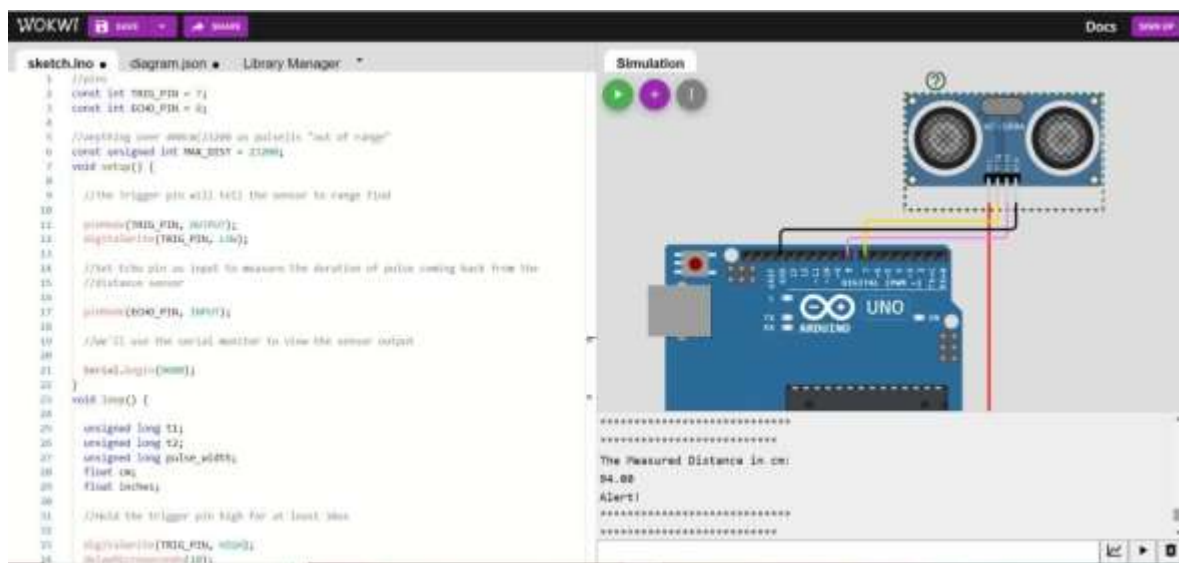 WOKWI SAVE SHARE Docs SIGN UP
sketch.ino diagram.json Library Manager
Simulation
1 //pins
2 const int TRIG_PIN = 7;
3 const int ECHO_PIN = 8;
4
5 //anything over 400cm(23200 us pulse)is "out of range"
6 const unsigned int MAX_DIST = 23200;
7 void setup() {
8
9 //the trigger pin will tell the sensor to range find
10
11 pinMode(TRIG_PIN, OUTPUT);
12 digitalWrite(TRIG_PIN, LOW);
13
14 //Set Echo pin as input to measure the duration of pulse coming back from the
15 //distance sensor
16
17 pinMode(ECHO_PIN, INPUT);
18
19 //we'll use the serial monitor to view the sensor output
20
21 Serial.begin(9600);
22 }
23 void loop() {
24
25 unsigned long t1;
26 unsigned long t2;
27 unsigned long pulse_width;
28 float cm;
29 float inches;
30
31 //Hold the trigger pin high for at least 10us
32
33 digitalWrite(TRIG_PIN, HIGH);
34 delayMicroseconds(10);
HC-SR04
DIGITAL (PWM ~)
UNO
TX
RX
ARDUINO
ON
****************************
**************************
The Measured Distance in cm:
94.00
Alert!
****************************
**************************